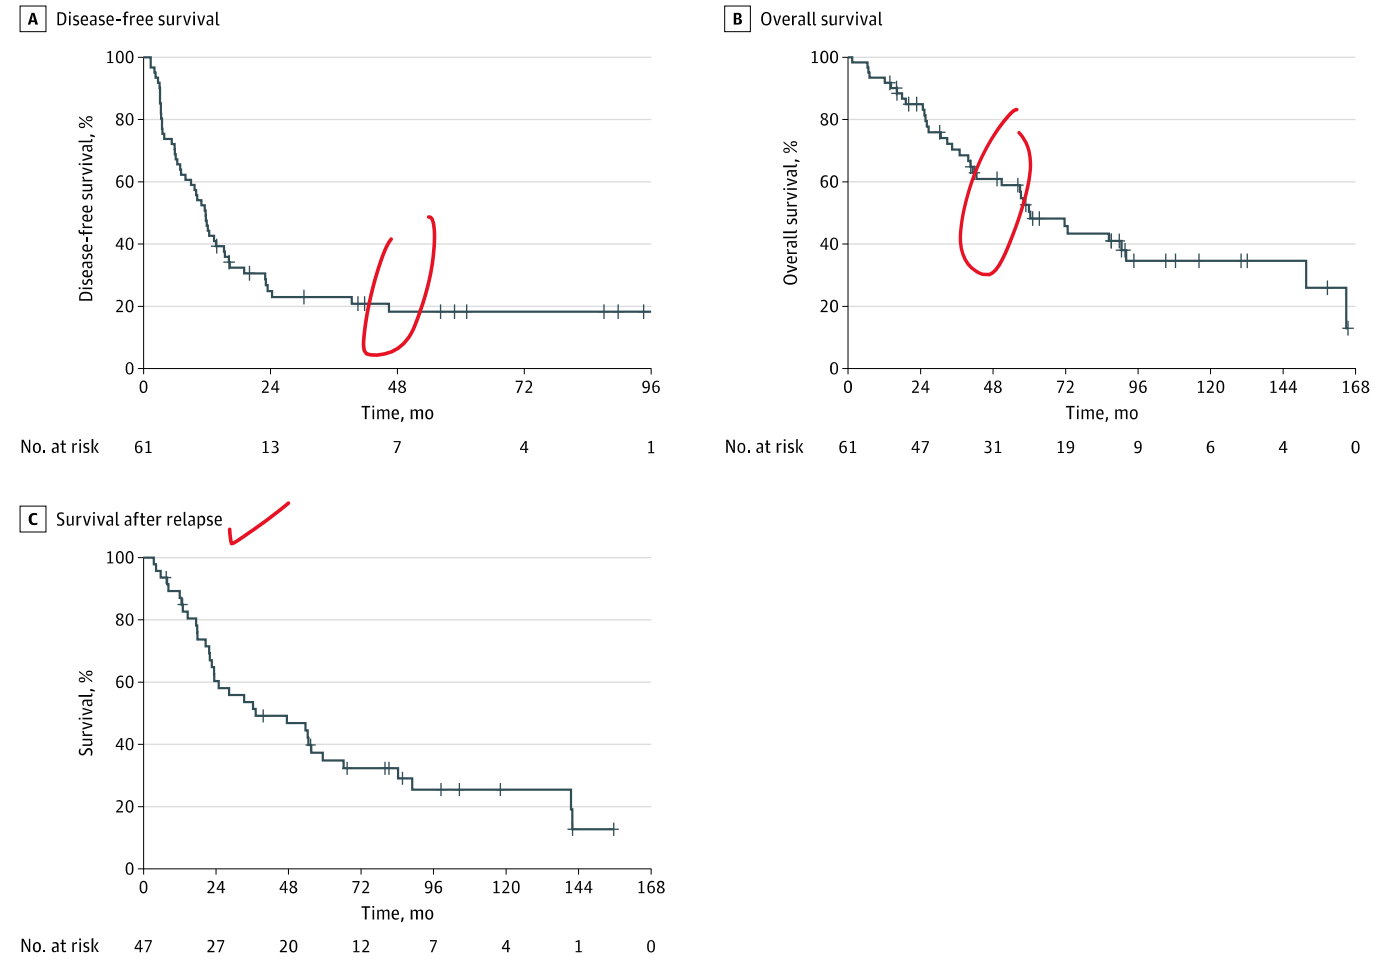 A Disease-free survival
100
80
60
40
20
0
Disease-free survival, %
0 24 48 72 96
Time, mo
No. at risk 61 13 7 4 1
B Overall survival
100
80
60
40
20
0
Overall survival, %
0 24 48 72 96 120 144 168
Time, mo
No. at risk 61 47 31 19 9 6 4 0
C Survival after relapse
100
80
60
40
20
0
Survival, %
0 24 48 72 96 120 144 168
Time, mo
No. at risk 47 27 20 12 7 4 1 0